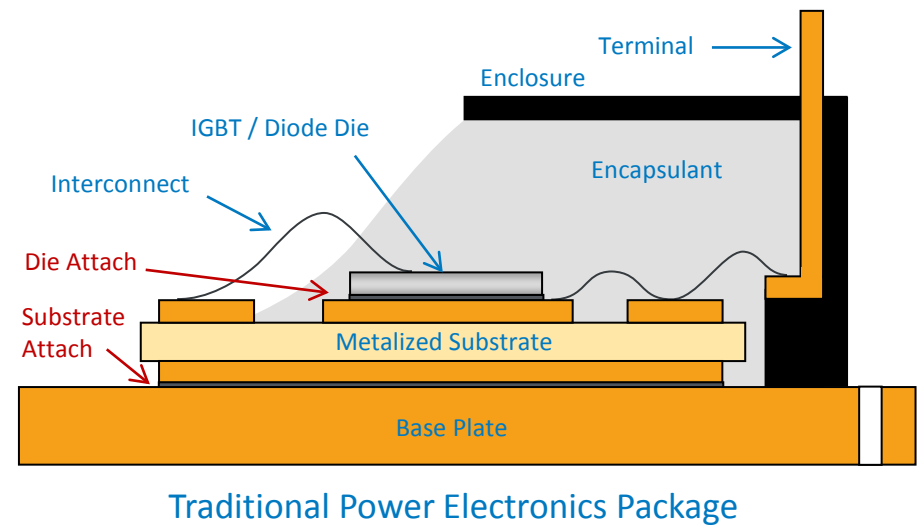 Terminal
Enclosure
IGBT / Diode Die
Encapsulant
Interconnect
Die Attach
Substrate
Attach
Metalized Substrate
Base Plate
Traditional Power Electronics Package